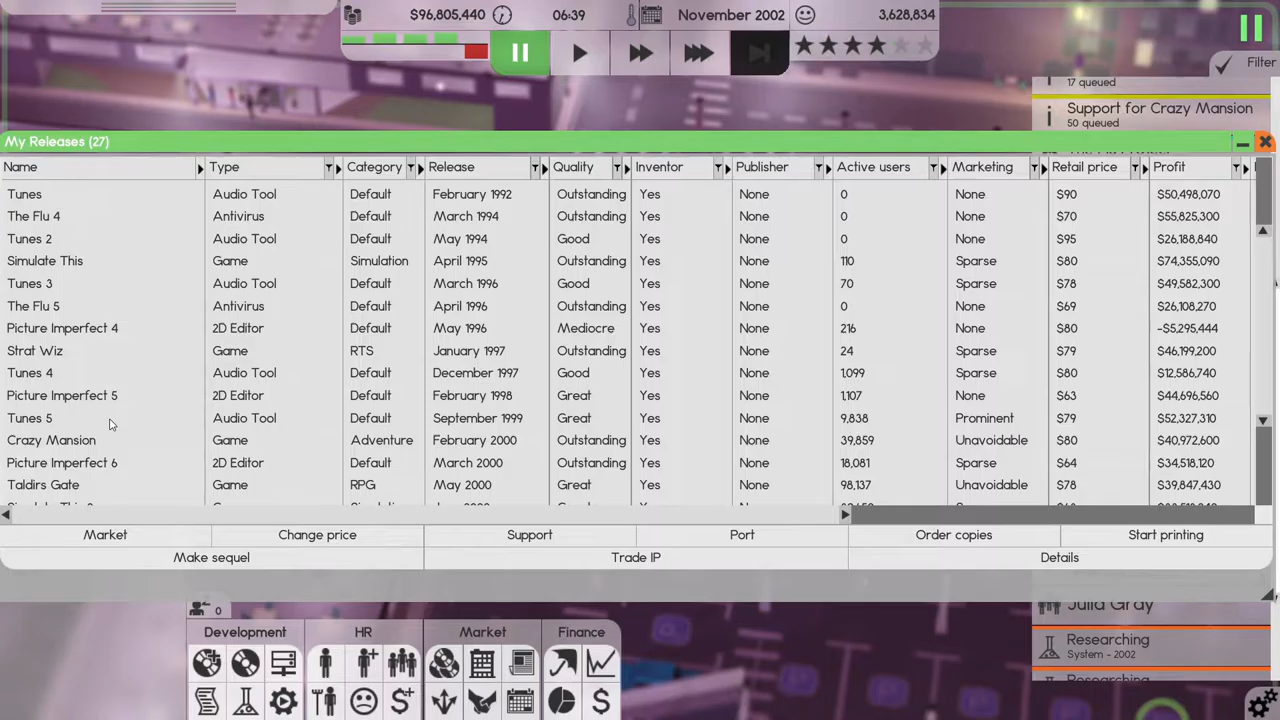 $96,805,440 06:39 November 2002 3,628,834
Filter
17 queued
Support for Crazy Mansion
50 queued
My Releases (27)
Name Type Category Release Quality Inventor Publisher Active users Marketing Retail price Profit
Tunes Audio Tool Default February 1992 Outstanding Yes None 0 None $90 $50,498,070
The Flu 4 Antivirus Default March 1994 Outstanding Yes None 0 None $70 $55,825,300
Tunes 2 Audio Tool Default May 1994 Good Yes None 0 None $95 $26,188,840
Simulate This Game Simulation April 1995 Outstanding Yes None 110 Sparse $80 $74,355,090
Tunes 3 Audio Tool Default March 1996 Good Yes None 70 Sparse $78 $49,582,300
The Flu 5 Antivirus Default April 1996 Outstanding Yes None 0 None $69 $26,108,270
Picture Imperfect 4 2D Editor Default May 1996 Mediocre Yes None 216 None $80 -$5,295,444
Strat Wiz Game RTS January 1997 Outstanding Yes None 24 Sparse $79 $46,199,200
Tunes 4 Audio Tool Default December 1997 Good Yes None 1,099 Sparse $80 $12,586,740
Picture Imperfect 5 2D Editor Default February 1998 Great Yes None 1,107 None $63 $44,696,560
Tunes 5 Audio Tool Default September 1999 Great Yes None 9,838 Prominent $79 $52,327,310
Crazy Mansion Game Adventure February 2000 Outstanding Yes None 39,859 Unavoidable $80 $40,972,600
Picture Imperfect 6 2D Editor Default March 2000 Outstanding Yes None 18,081 Sparse $64 $34,518,120
Taldirs Gate Game RPG May 2000 Great Yes None 98,137 Unavoidable $78 $39,847,430
Market Change price Support Port Order copies Start printing
Make sequel Trade IP Details
0
Development HR Market Finance
Julia Gray
Researching
System - 2002
Researching